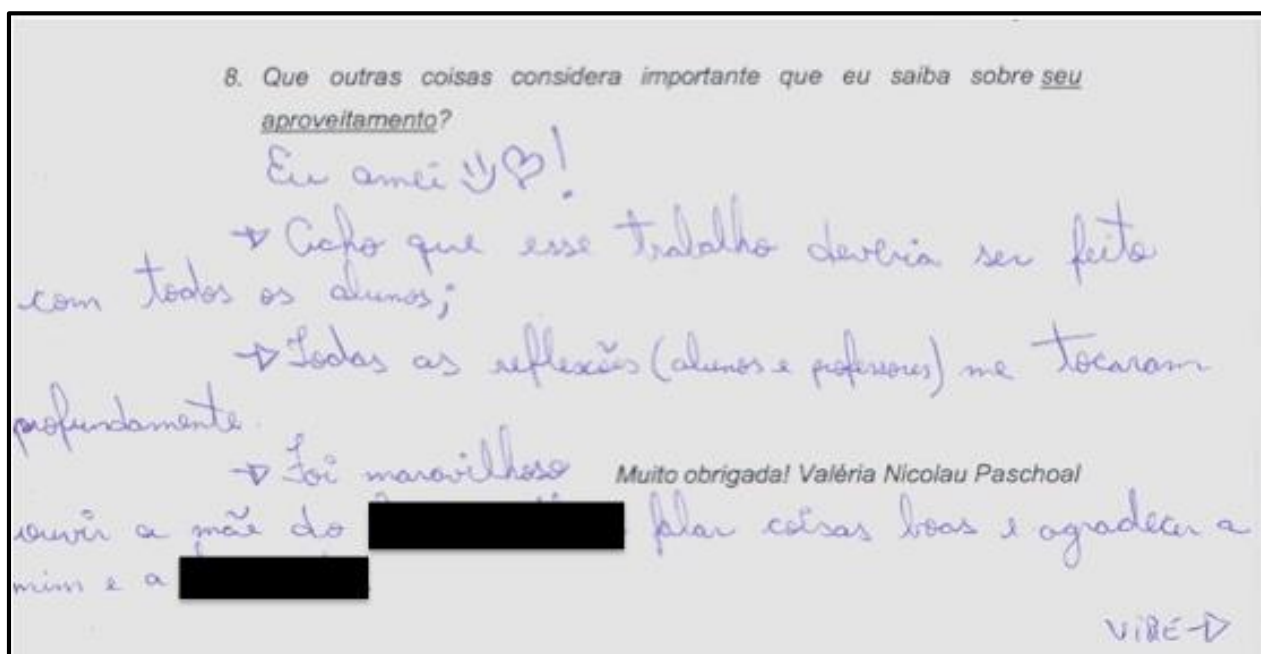 8. Que outras coisas considera importante que eu saiba sobre seu
aproveitamento?
Eu amei !
→ Acho que esse trabalho deveria ser feito
com todos os alunos;
→ Todas as reflexões (alunos e professores) me tocaram
profundamente.
→ Foi maravilhoso
Muito obrigada! Valéria Nicolau Paschoal
ouvir a mãe do falar coisas boas e agradecer a
mim e a
VIRE →